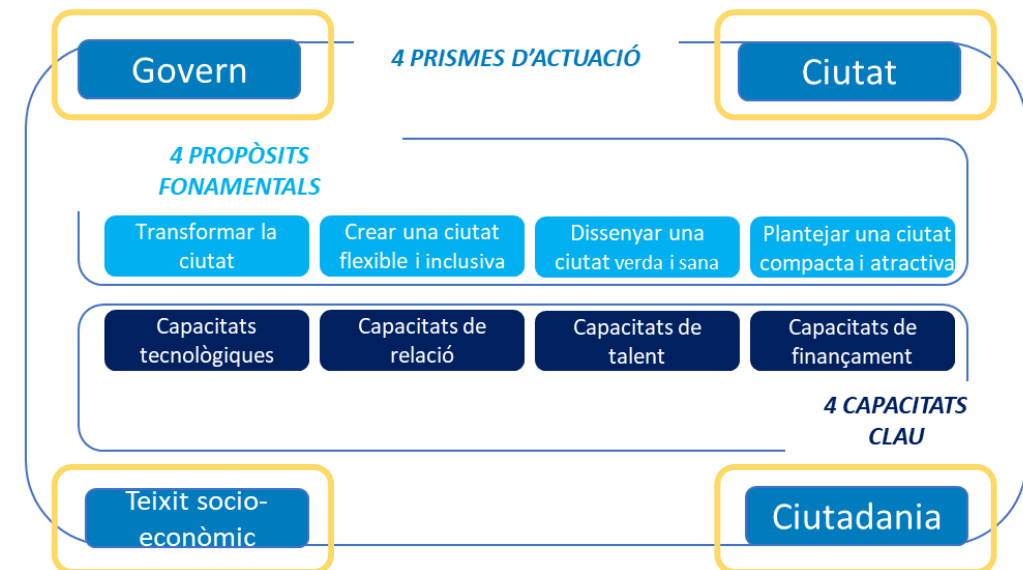 Govern
4 PRISMES D'ACTUACIÓ
Ciutat
4 PROPÒSITS
FONAMENTALS
Transformar la
ciutat
Crear una ciutat
flexible i inclusiva
Dissenyar una
ciutat verda i sana
Plantejar una ciutat
compacta i atractiva
Capacitats
tecnològiques
Capacitats de
relació
Capacitats de
talent
Capacitats de
finançament
4 CAPACITATS
CLAU
Teixit socio-
econòmic
Ciutadania